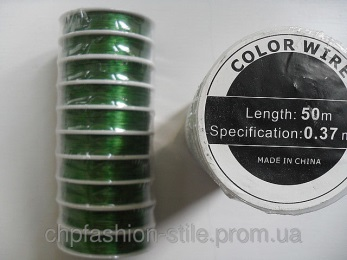 COLOR WIRE
Length: 50m
Specification:0.37 m
MADE IN CHINA
chpfashion-stile.prom.ua